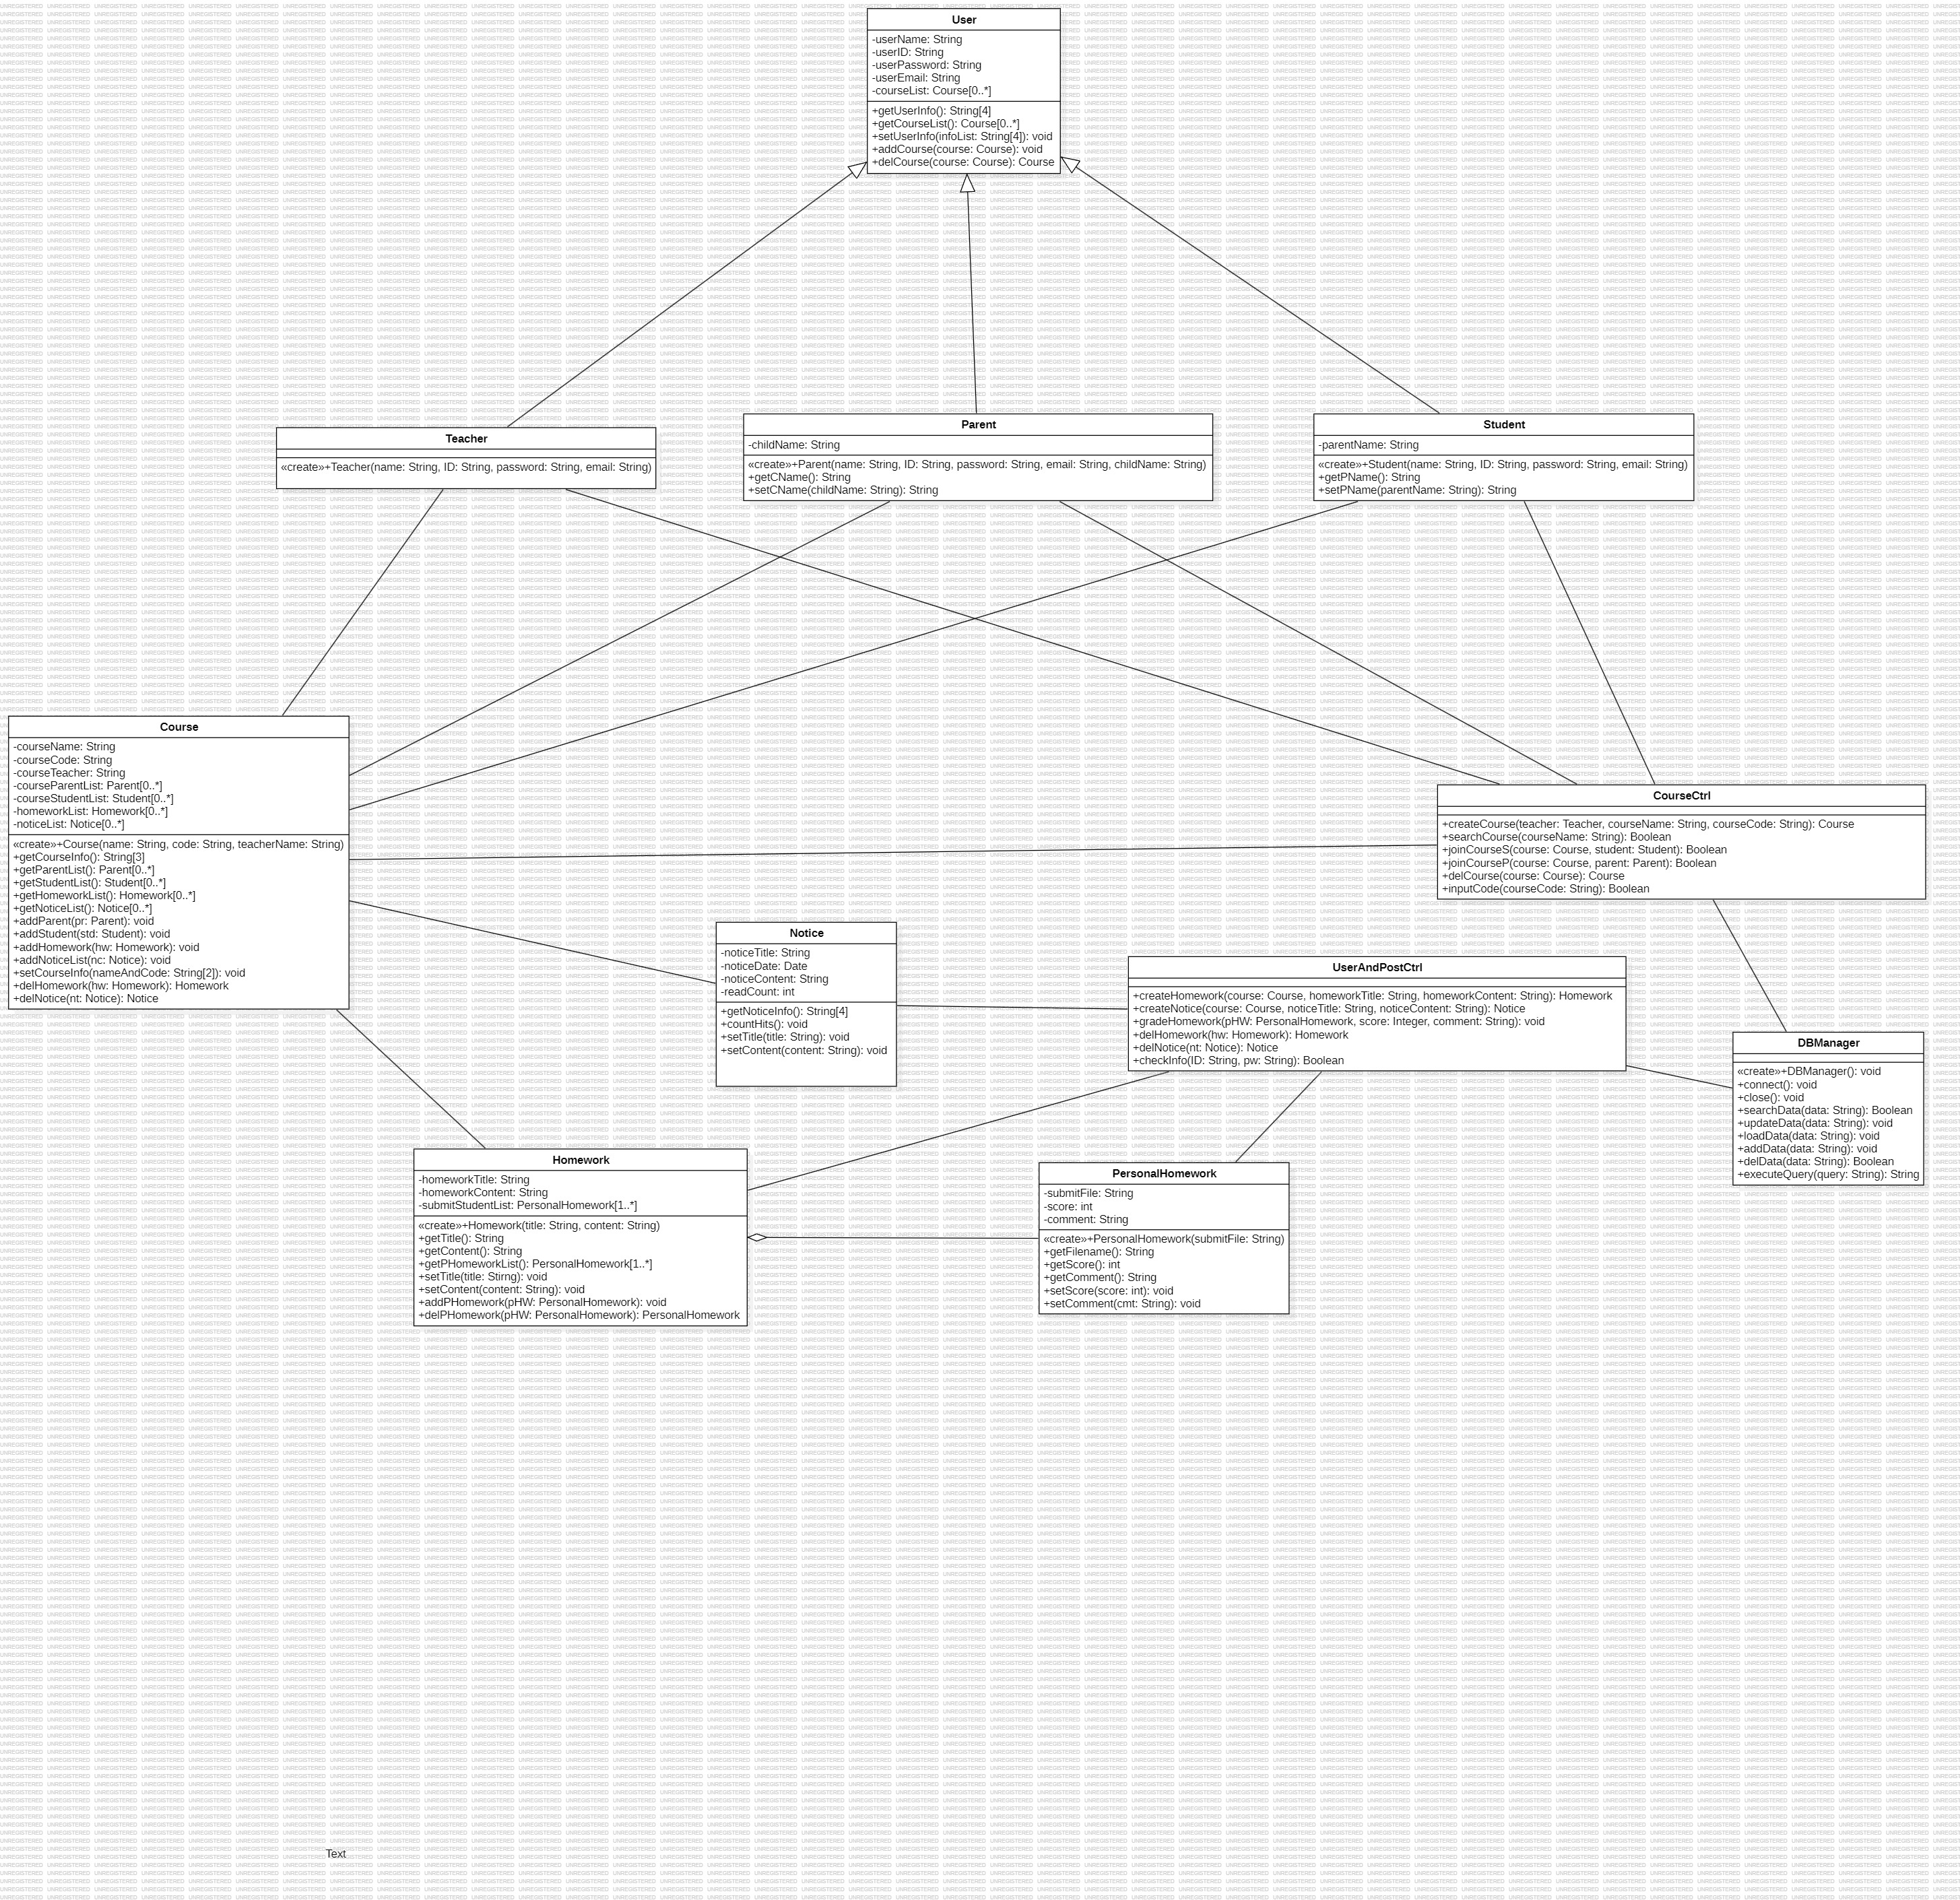 User
-userName: String
-userID: String
-userPassword: String
-userEmail: String
-courseList: Course[0..*]
+getUserInfo(): String[4]
+getCourseList(): Course[0..*]
+setUserInfo(infoList: String[4]): void
+addCourse(course: Course): void
+delCourse(course: Course): Course
Teacher
«create»+Teacher(name: String, ID: String, password: String, email: String)
Parent
-childName: String
«create»+Parent(name: String, ID: String, password: String, email: String, childName: String)
+getCName(): String
+setCName(childName: String): String
Student
-parentName: String
«create»+Student(name: String, ID: String, password: String, email: String)
+getPName(): String
+setPName(parentName: String): String
Course
-courseName: String
-courseCode: String
-courseTeacher: String
-courseParentList: Parent[0..*]
-courseStudentList: Student[0..*]
-homeworkList: Homework[0..*]
-noticeList: Notice[0..*]
«create»+Course(name: String, code: String, teacherName: String)
+getCourseInfo(): String[3]
+getParentList(): Parent[0..*]
+getStudentList(): Student[0..*]
+getHomeworkList(): Homework[0..*]
+getNoticeList(): Notice[0..*]
+addParent(pr: Parent): void
+addStudent(std: Student): void
+addHomework(hw: Homework): void
+addNoticeList(nc: Notice): void
+setCourseInfo(nameAndCode: String[2]): void
+delHomework(hw: Homework): Homework
+delNotice(nt: Notice): Notice
CourseCtrl
+createCourse(teacher: Teacher, courseName: String, courseCode: String): Course
+searchCourse(courseName: String): Boolean
+joinCourseS(course: Course, student: Student): Boolean
+joinCourseP(course: Course, parent: Parent): Boolean
+delCourse(course: Course): Course
+inputCode(courseCode: String): Boolean
Notice
-noticeTitle: String
-noticeDate: Date
-noticeContent: String
-readCount: int
+getNoticeInfo(): String[4]
+countHits(): void
+setTitle(title: String): void
+setContent(content: String): void
UserAndPostCtrl
+createHomework(course: Course, homeworkTitle: String, homeworkContent: String): Homework
+createNotice(course: Course, noticeTitle: String, noticeContent: String): Notice
+gradeHomework(pHW: PersonalHomework, score: Integer, comment: String): void
+delHomework(hw: Homework): Homework
+delNotice(nt: Notice): Notice
+checkInfo(ID: String, pw: String): Boolean
DBManager
«create»+DBManager(): void
+connect(): void
+close(): void
+searchData(data: String): Boolean
+updateData(data: String): void
+loadData(data: String): void
+addData(data: String): void
+delData(data: String): Boolean
+executeQuery(query: String): String
Homework
-homeworkTitle: String
-homeworkContent: String
-submitStudentList: PersonalHomework[1..*]
«create»+Homework(title: String, content: String)
+getTitle(): String
+getContent(): String
+getPHomeworkList(): PersonalHomework[1..*]
+setTitle(title: Stirng): void
+setContent(content: String): void
+addPHomework(pHW: PersonalHomework): void
+delPHomework(pHW: PersonalHomework): PersonalHomework
PersonalHomework
-submitFile: String
-score: int
-comment: String
«create»+PersonalHomework(submitFile: String)
+getFilename(): String
+getScore(): int
+getComment(): String
+setScore(score: int): void
+setComment(cmt: String): void
Text